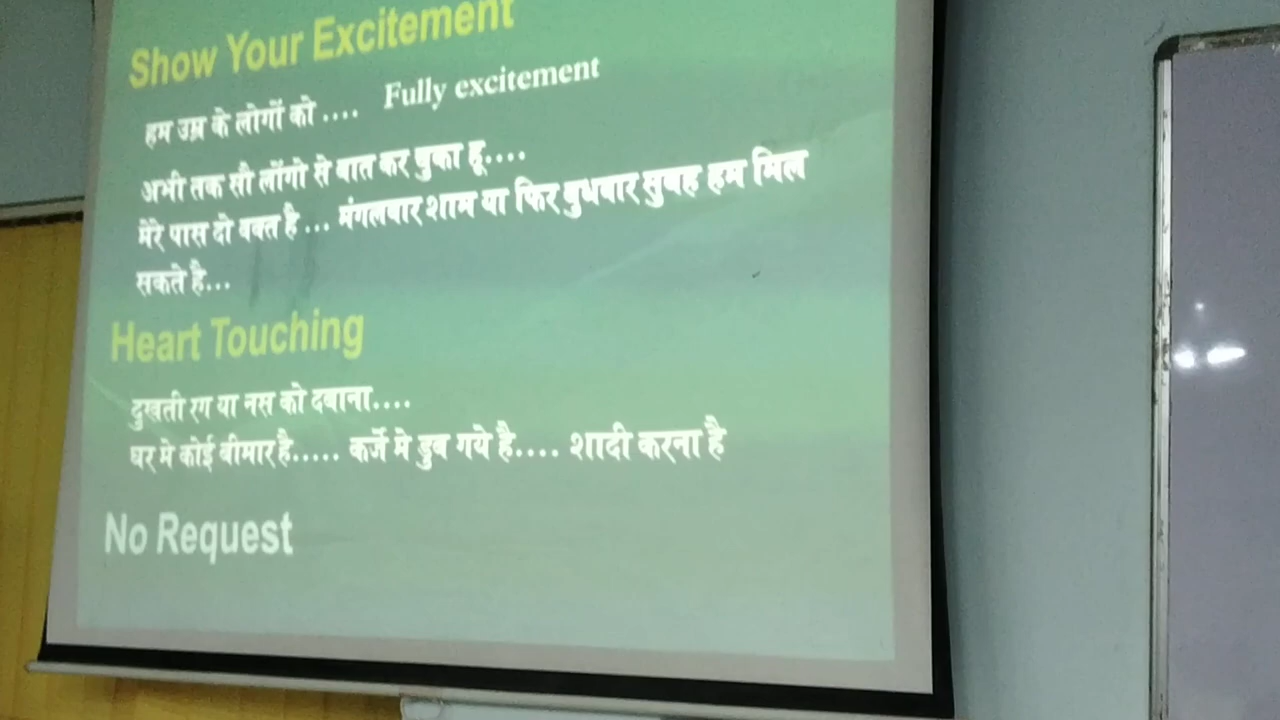 Show Your Excitement
हम उम्र के लोगों को .... Fully excitement
अभी तक सौ लोंगो से बात कर चुका हू....
मेरे पास दो वक्त है ... मंगलवार शाम या फिर बुधवार सुबह हम मिल
सकते है...
Heart Touching
दुखती रग या नस को दबाना....
घर मे कोई बीमार है..... कर्जे मे डुब गये है.... शादी करना है
No Request